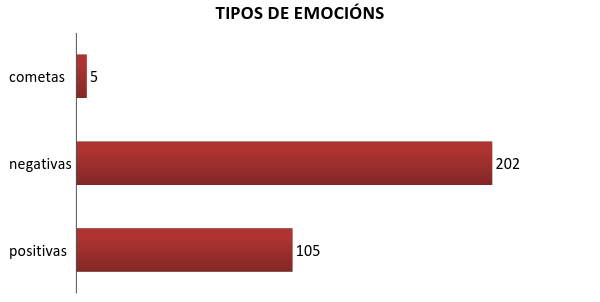 TIPOS DE EMOCIÓNS
cometas 5
negativas 202
positivas 105